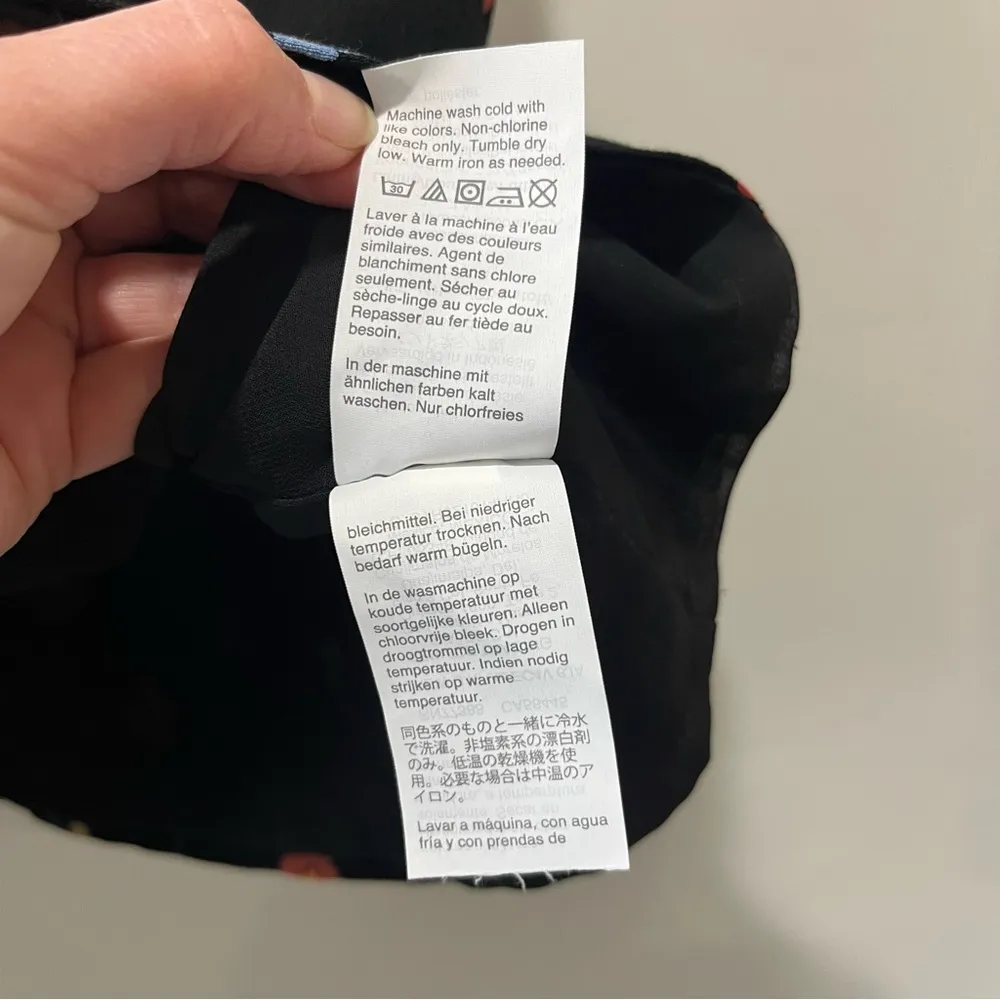 Machine wash cold with
like colors. Non-chlorine
bleach only. Tumble dry
low. Warm iron as needed.
30
Laver à la machine à l'eau
froide avec des couleurs
similaires. Agent de
blanchiment sans chlore
seulement. Sécher au
sèche-linge au cycle doux.
Repasser au fer tiède au
besoin.
In der maschine mit
ähnlichen farben kalt
waschen. Nur chlorfreies
bleichmittel. Bei niedriger
temperatur trocknen. Nach
bedarf warm bügeln.
In de wasmachine op
koude temperatuur met
soortgelijke kleuren. Alleen
chloorvrije bleek. Drogen in
droogtrommel op lage
temperatuur. Indien nodig
strijken op warme
temperatuur.
同色系のものと一緒に冷水
で洗濯。非塩素系の漂白剤
のみ。低温の乾燥機を使
用。必要な場合は中温のア
イロン。
Lavar a máquina, con agua
fría y con prendas de